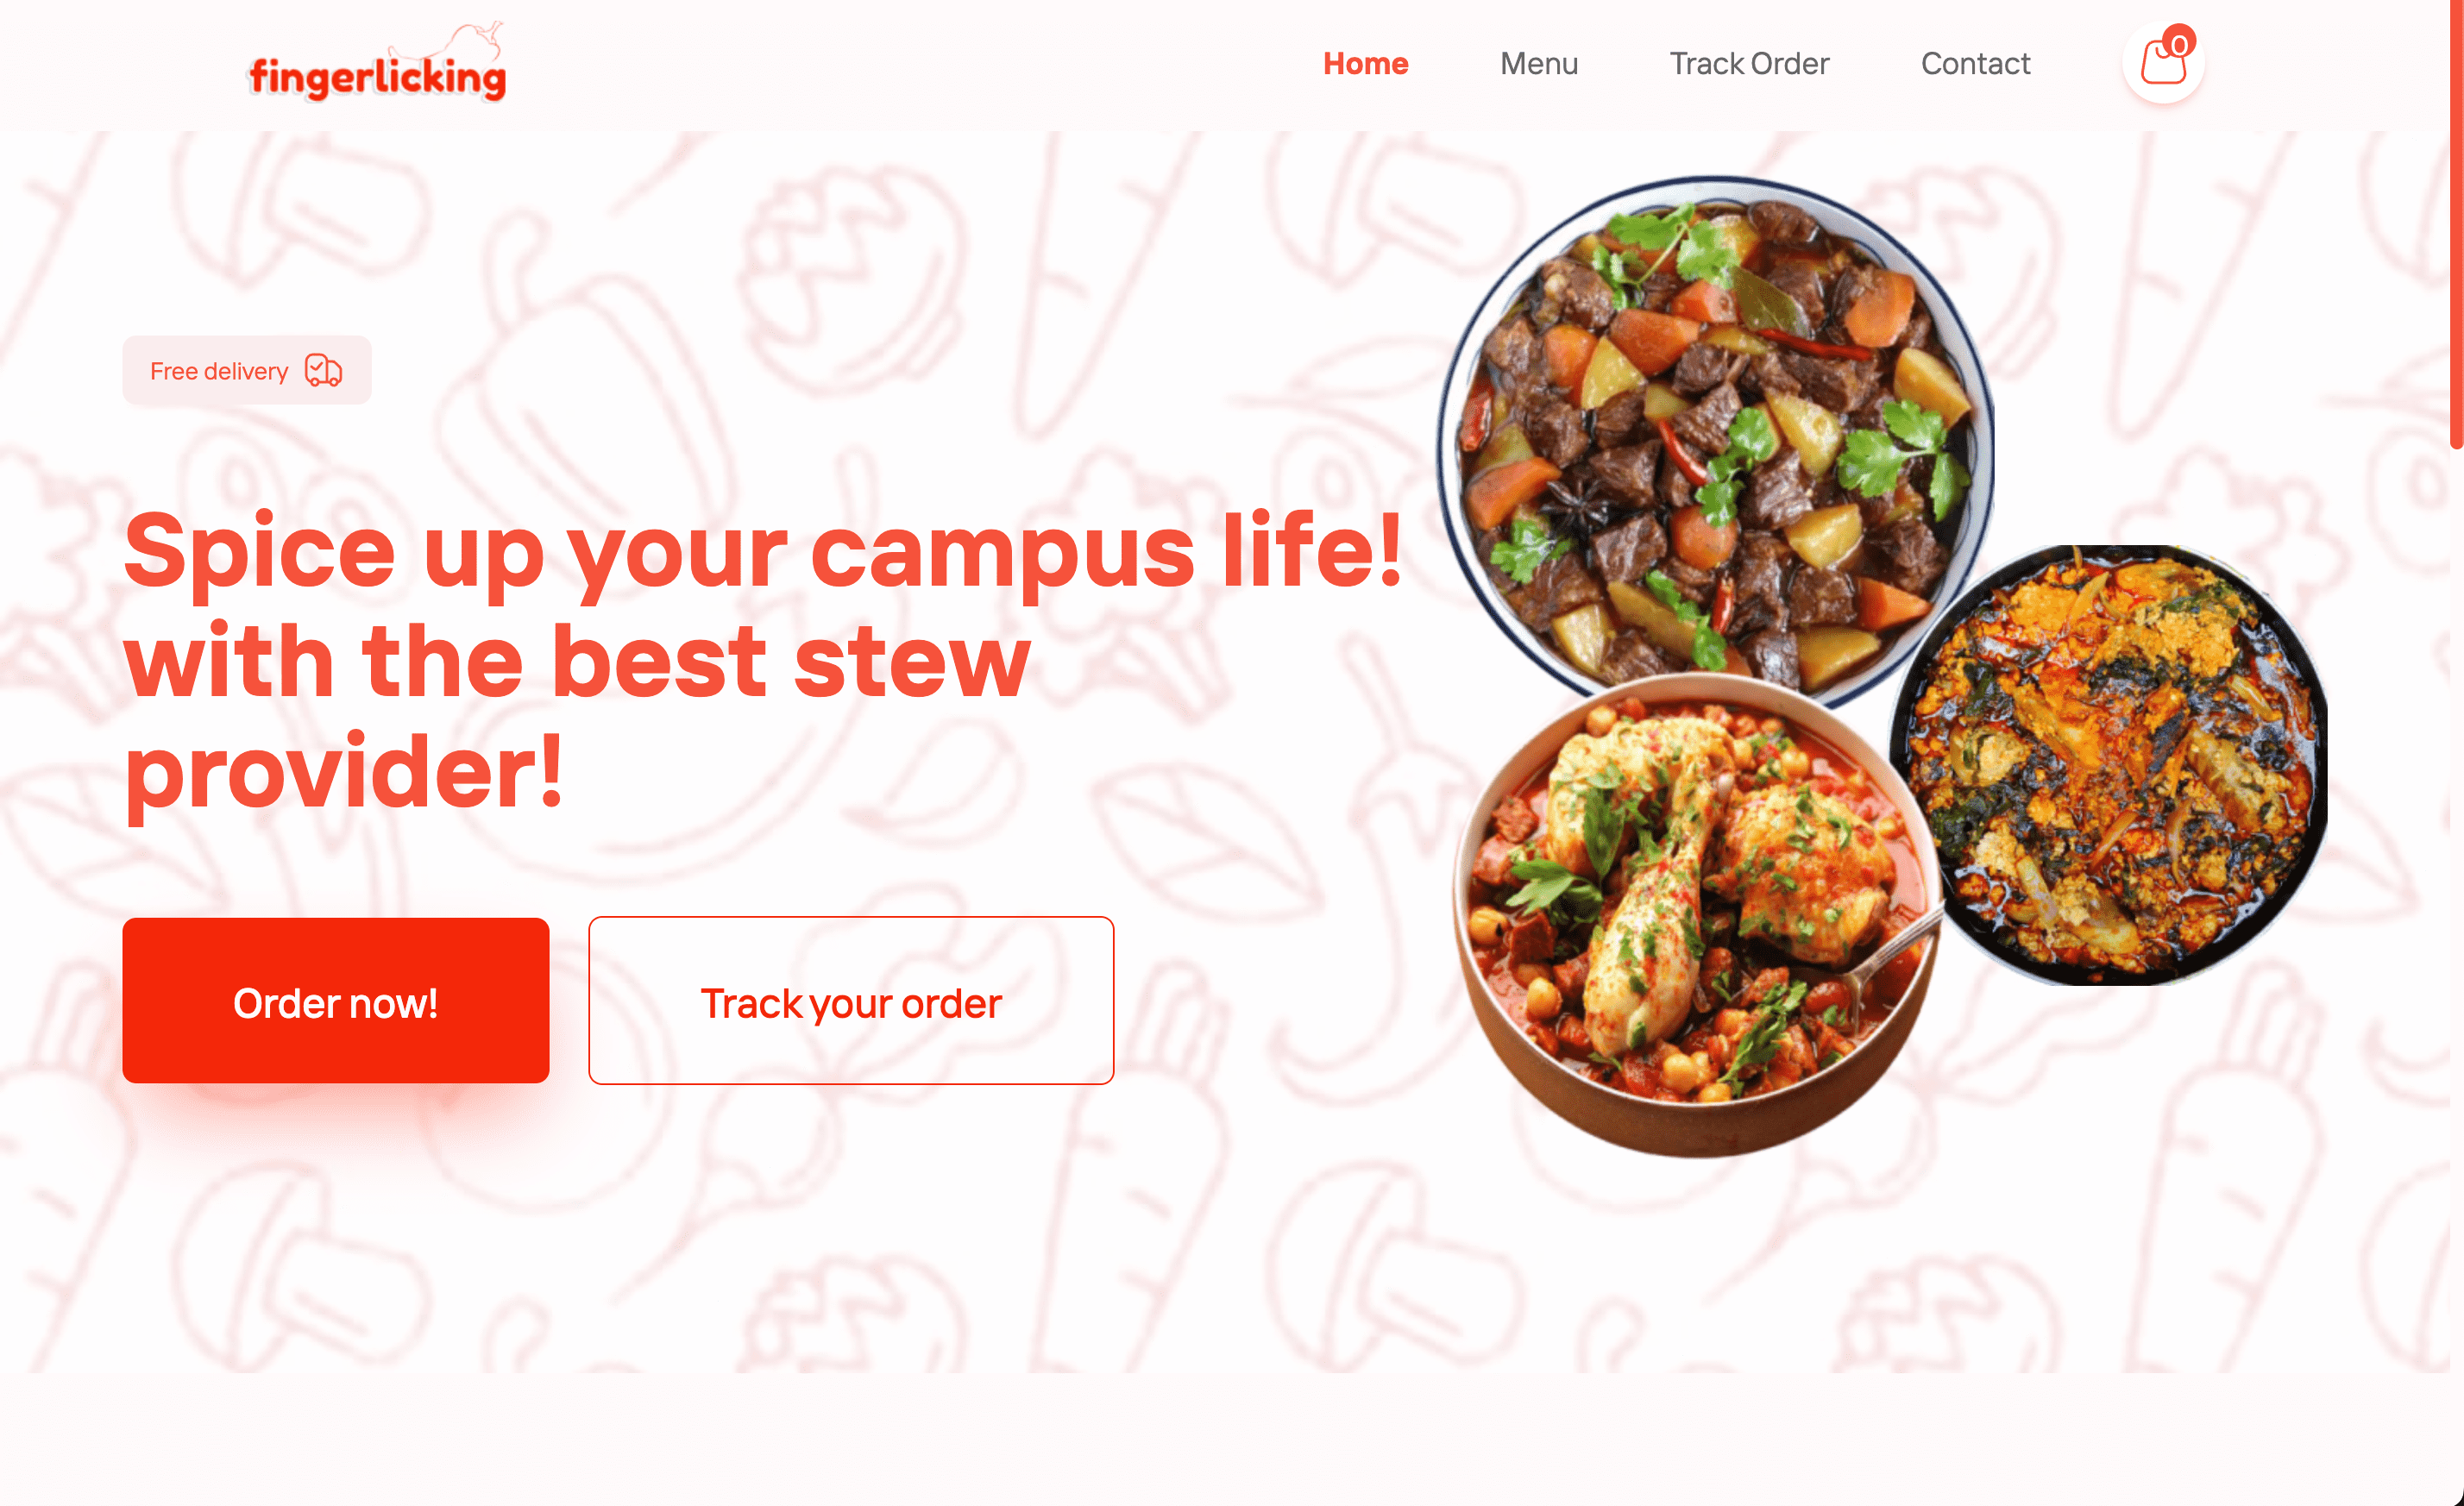 fingerlicking
Home
Menu
Track Order
Contact
0
Free delivery
Spice up your campus life!
with the best stew
provider!
Order now!
Track your order